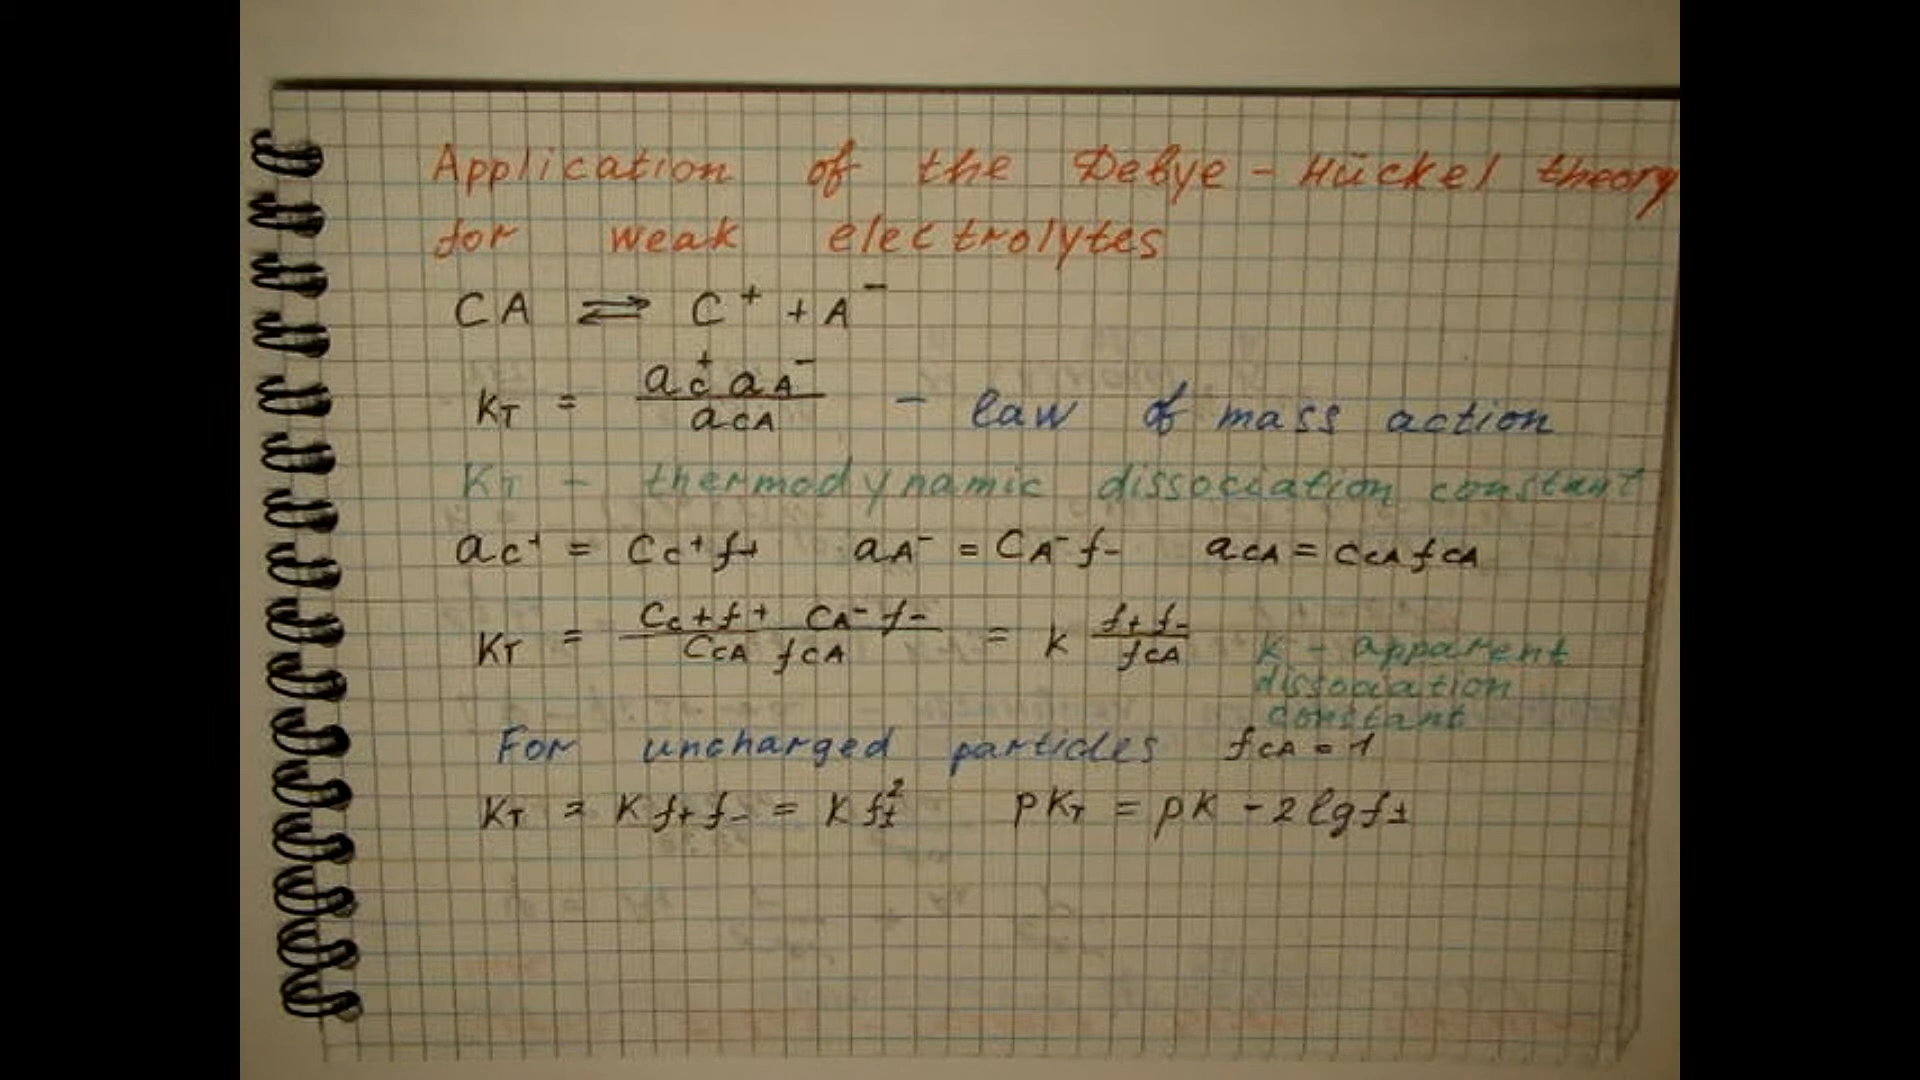 Application of the Debye - Hückel theory
for weak electrolytes
CA ⇌ C⁺ + A⁻
K_T = a_C⁺ a_A⁻ / a_CA - law of mass action
K_T - thermodynamic dissociation constant
a_C⁺ = C_C⁺ f₊ a_A⁻ = C_A⁻ f₋ a_CA = C_CA f_CA
K_T = C_C⁺ f₊ C_A⁻ f₋ / C_CA f_CA = K f₊ f₋ / f_CA
K - apparent
dissociation
constant
For uncharged particles f_CA = 1
K_T = K f₊ f₋ = K f±² pK_T = pK - 2 lg f±